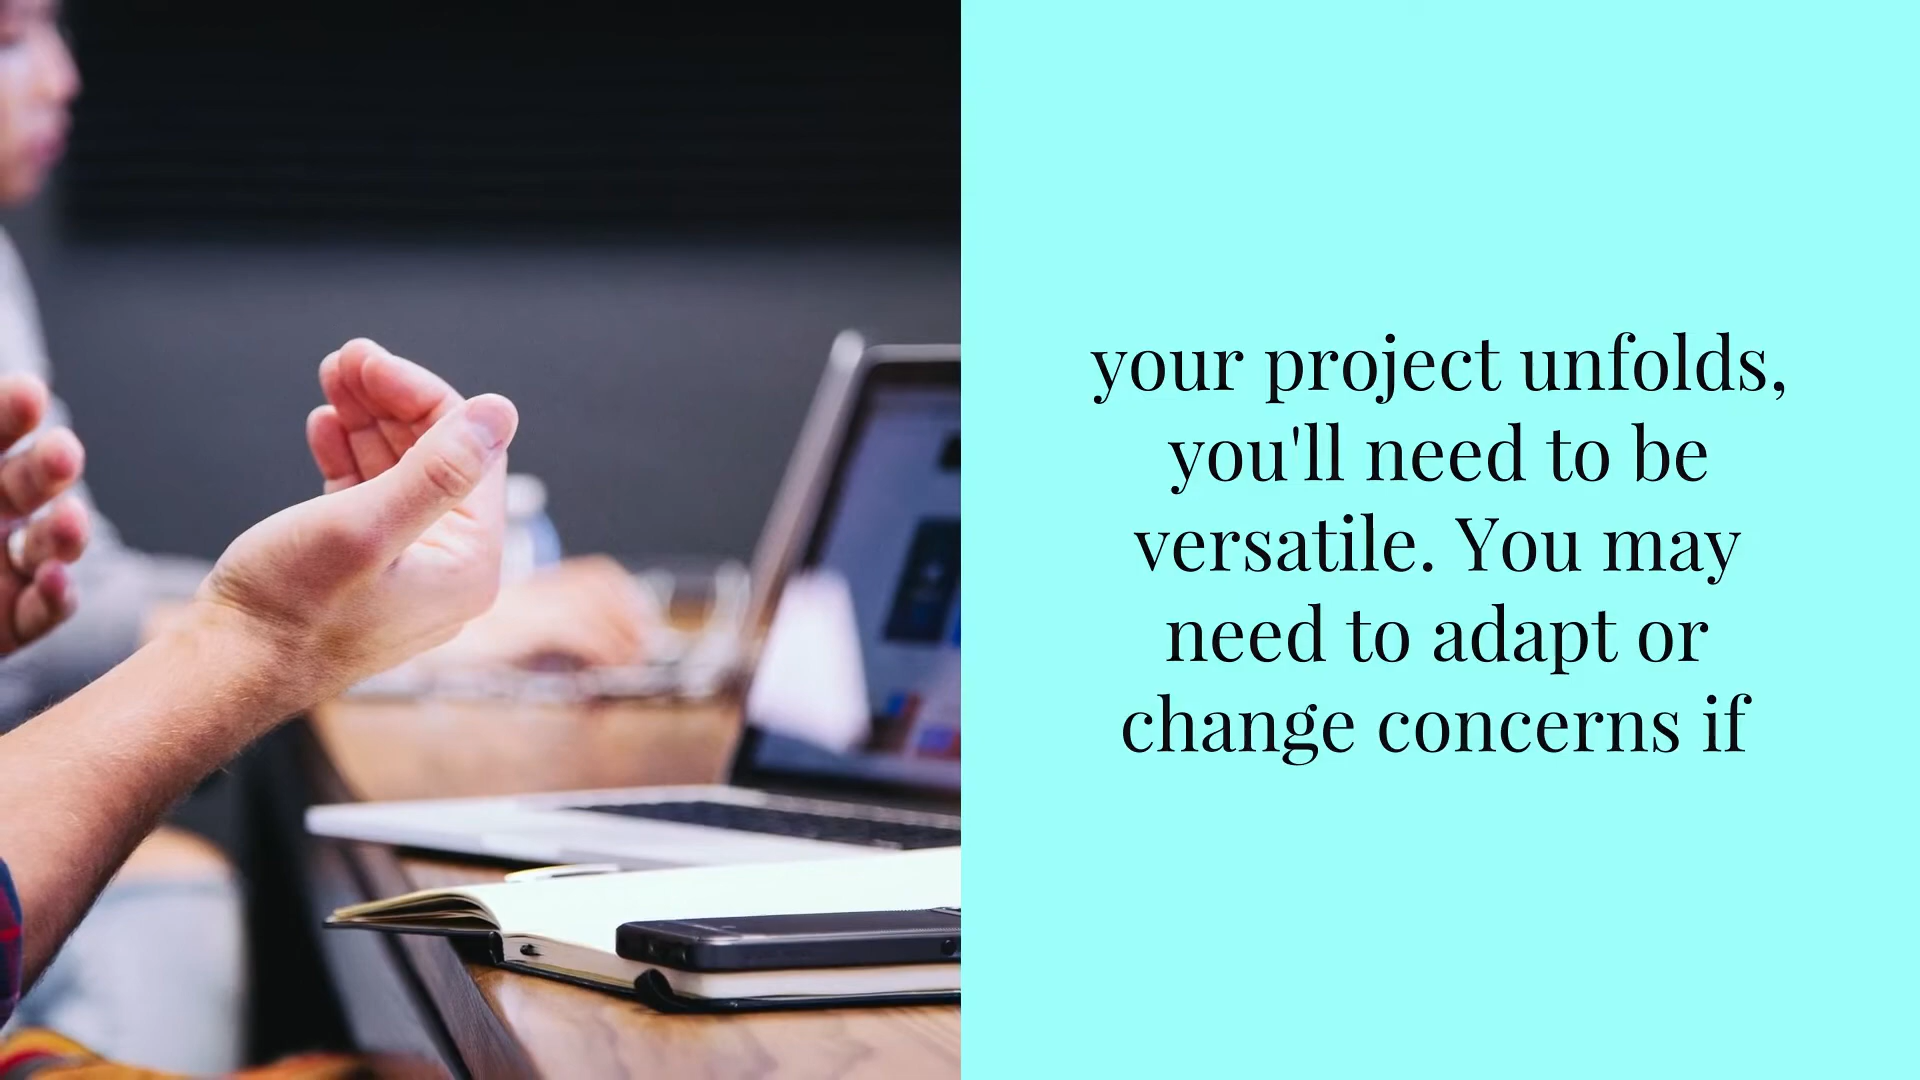 your project unfolds,
you'll need to be
versatile. You may
need to adapt or
change concerns if